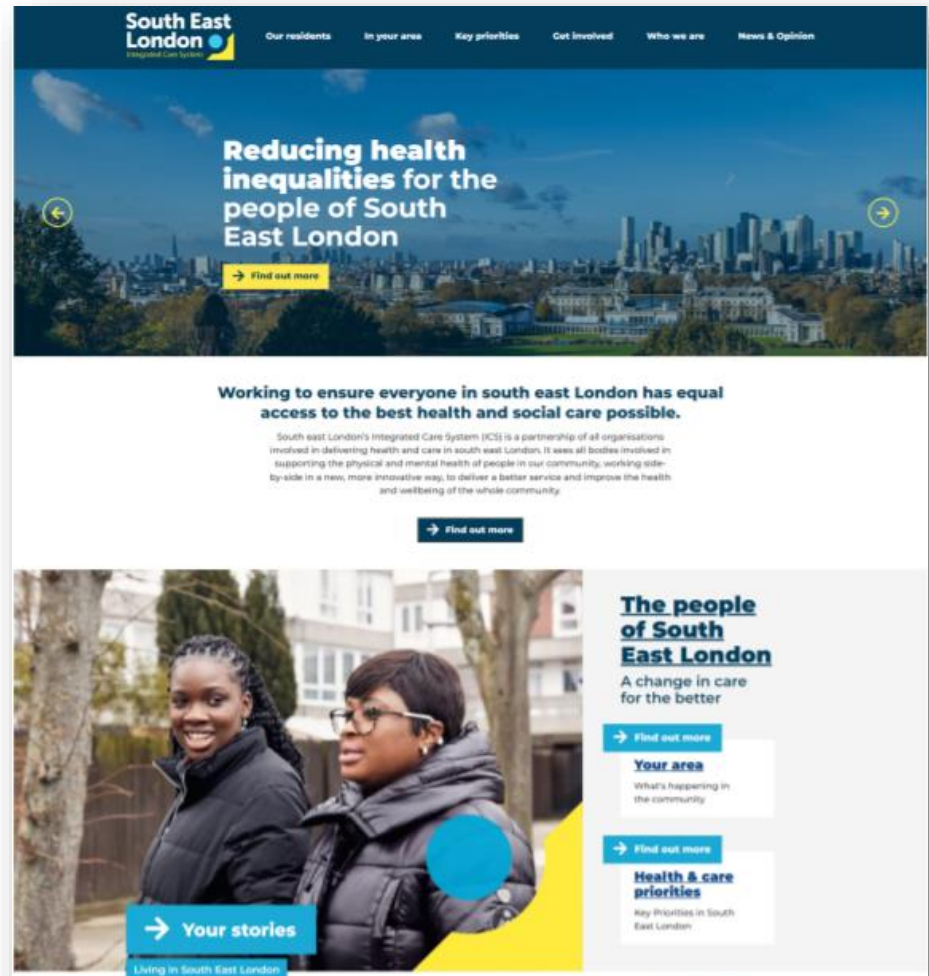 South East
London
Integrated Care System
Our residents
In your area
Key priorities
Get involved
Who we are
News & Opinion
Reducing health
inequalities for the
people of South
East London
Find out more
Working to ensure everyone in south east London has equal
access to the best health and social care possible.
South east London's Integrated Care System (ICS) is a partnership of all organisations
involved in delivering health and care in south east London. It sees all bodies involved in
supporting the physical and mental health of people in our community, working side-
by-side in a new, more innovative way, to deliver a better service and improve the health
and wellbeing of the whole community.
Find out more
The people
of South
East London
A change in care
for the better
Find out more
Your area
What's happening in
the community
Find out more
Health & care
priorities
Key Priorities in South
East London
Your stories
Living in South East London